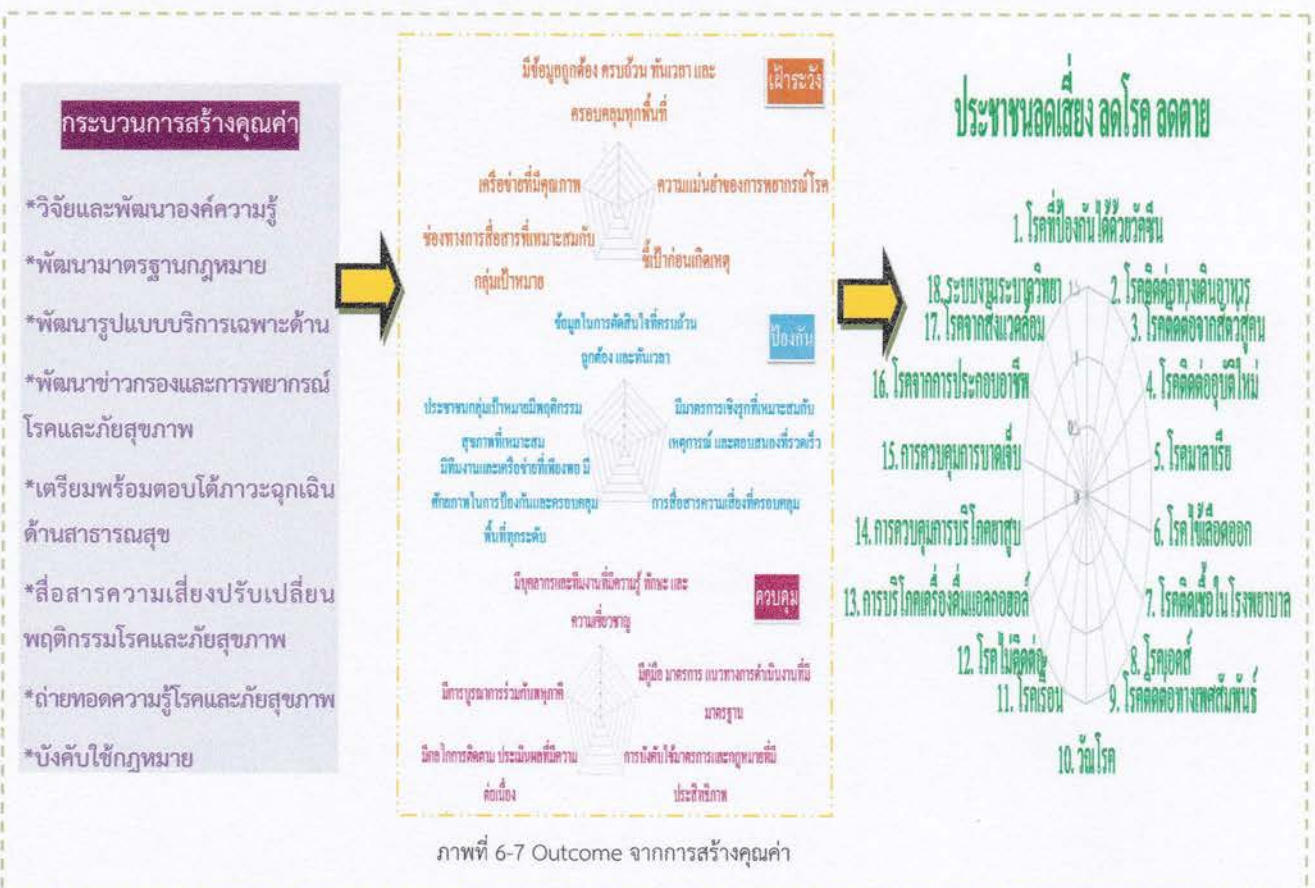 กระบวนการสร้างคุณค่า
*วิจัยและพัฒนาองค์ความรู้
*พัฒนามาตรฐานกฎหมาย
*พัฒนารูปแบบบริการเฉพาะด้าน
*พัฒนาข่าวกรองและการพยากรณ์
โรคและภัยสุขภาพ
*เตรียมพร้อมตอบโต้ภาวะฉุกเฉิน
ด้านสาธารณสุข
*สื่อสารความเสี่ยงปรับเปลี่ยน
พฤติกรรมโรคและภัยสุขภาพ
*ถ่ายทอดความรู้โรคและภัยสุขภาพ
*บังคับใช้กฎหมาย
เฝ้าระวัง
มีข้อมูลถูกต้อง ครบถ้วน ทันเวลา และ
ครอบคลุมทุกพื้นที่
เครือข่ายที่มีคุณภาพ
ความแม่นยำของการพยากรณ์โรค
ช่องทางการสื่อสารที่เหมาะสมกับ
กลุ่มเป้าหมาย
ชี้เป้าก่อนเกิดเหตุ
ป้องกัน
ข้อมูลในการตัดสินใจที่ครบถ้วน
ถูกต้อง และทันเวลา
ประชาชนกลุ่มเป้าหมายมีพฤติกรรม
สุขภาพที่เหมาะสม
มีมาตรการเชิงรุกที่เหมาะสมกับ
เหตุการณ์ และตอบสนองที่รวดเร็ว
มีทีมงานและเครือข่ายที่เพียงพอ มี
ศักยภาพในการป้องกันและครอบคลุม
พื้นที่ทุกระดับ
การสื่อสารความเสี่ยงที่ครอบคลุม
ควบคุม
มีบุคลากรและทีมงานที่มีความรู้ ทักษะ และ
ความเชี่ยวชาญ
มีการบูรณาการร่วมกับพหุภาคี
มีคู่มือ มาตรการ แนวทางการดำเนินงานที่มี
มาตรฐาน
มีกลไกการติดตาม ประเมินผลที่มีความ
ต่อเนื่อง
การบังคับใช้มาตรการและกฎหมายที่มี
ประสิทธิภาพ
ประชาชนลดเสี่ยง ลดโรค ลดตาย
1. โรคที่ป้องกันได้ด้วยวัคซีน
2. โรคติดต่อทางเดินอาหาร
3. โรคติดต่อจากสัตว์สู่คน
4. โรคติดต่ออุบัติใหม่
5. โรคมาลาเรีย
6. โรคไข้เลือดออก
7. โรคติดเชื้อในโรงพยาบาล
8. โรคเอดส์
9. โรคติดต่อทางเพศสัมพันธ์
10. วัณโรค
11. โรคเรื้อน
12. โรคไม่ติดต่อ
13. การบริโภคเครื่องดื่มแอลกอฮอล์
14. การควบคุมการบริโภคยาสูบ
15. การควบคุมการบาดเจ็บ
16. โรคจากการประกอบอาชีพ
17. โรคจากสิ่งแวดล้อม
18. ระบบงานระบาดวิทยา
ภาพที่ 6-7 Outcome จากการสร้างคุณค่า